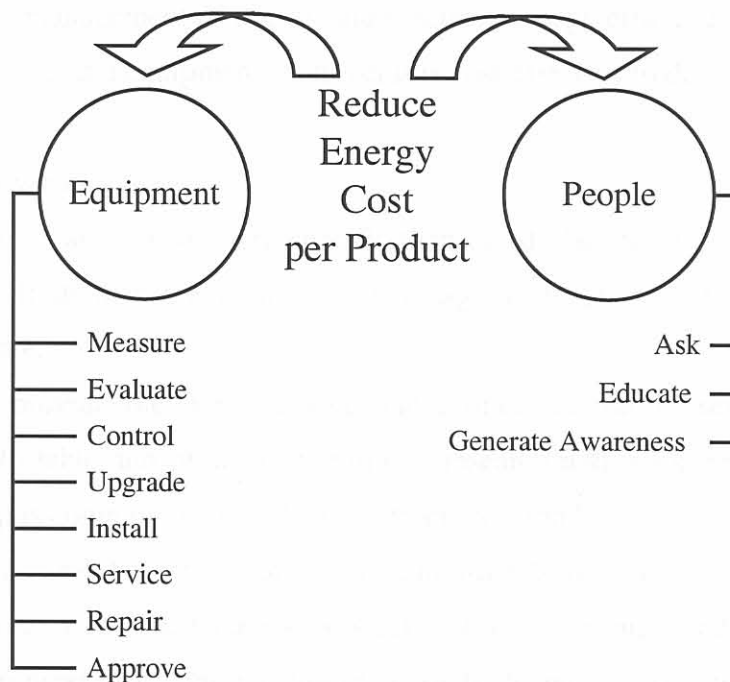 Reduce
Energy
Cost
per Product
Equipment
People
Measure
Evaluate
Control
Upgrade
Install
Service
Repair
Approve
Ask
Educate
Generate Awareness